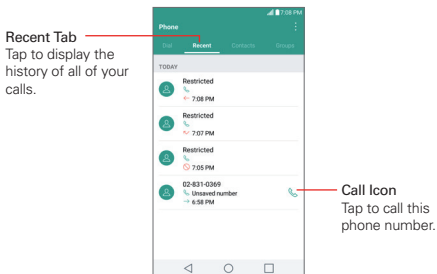 7:08 PM
Phone
Dial Recent Contacts Groups
TODAY
Restricted
7:08 PM
Restricted
7:07 PM
Restricted
7:05 PM
02-831-0369
Unsaved number
6:58 PM
Recent Tab
Tap to display the
history of all of your
calls.
Call Icon
Tap to call this
phone number.